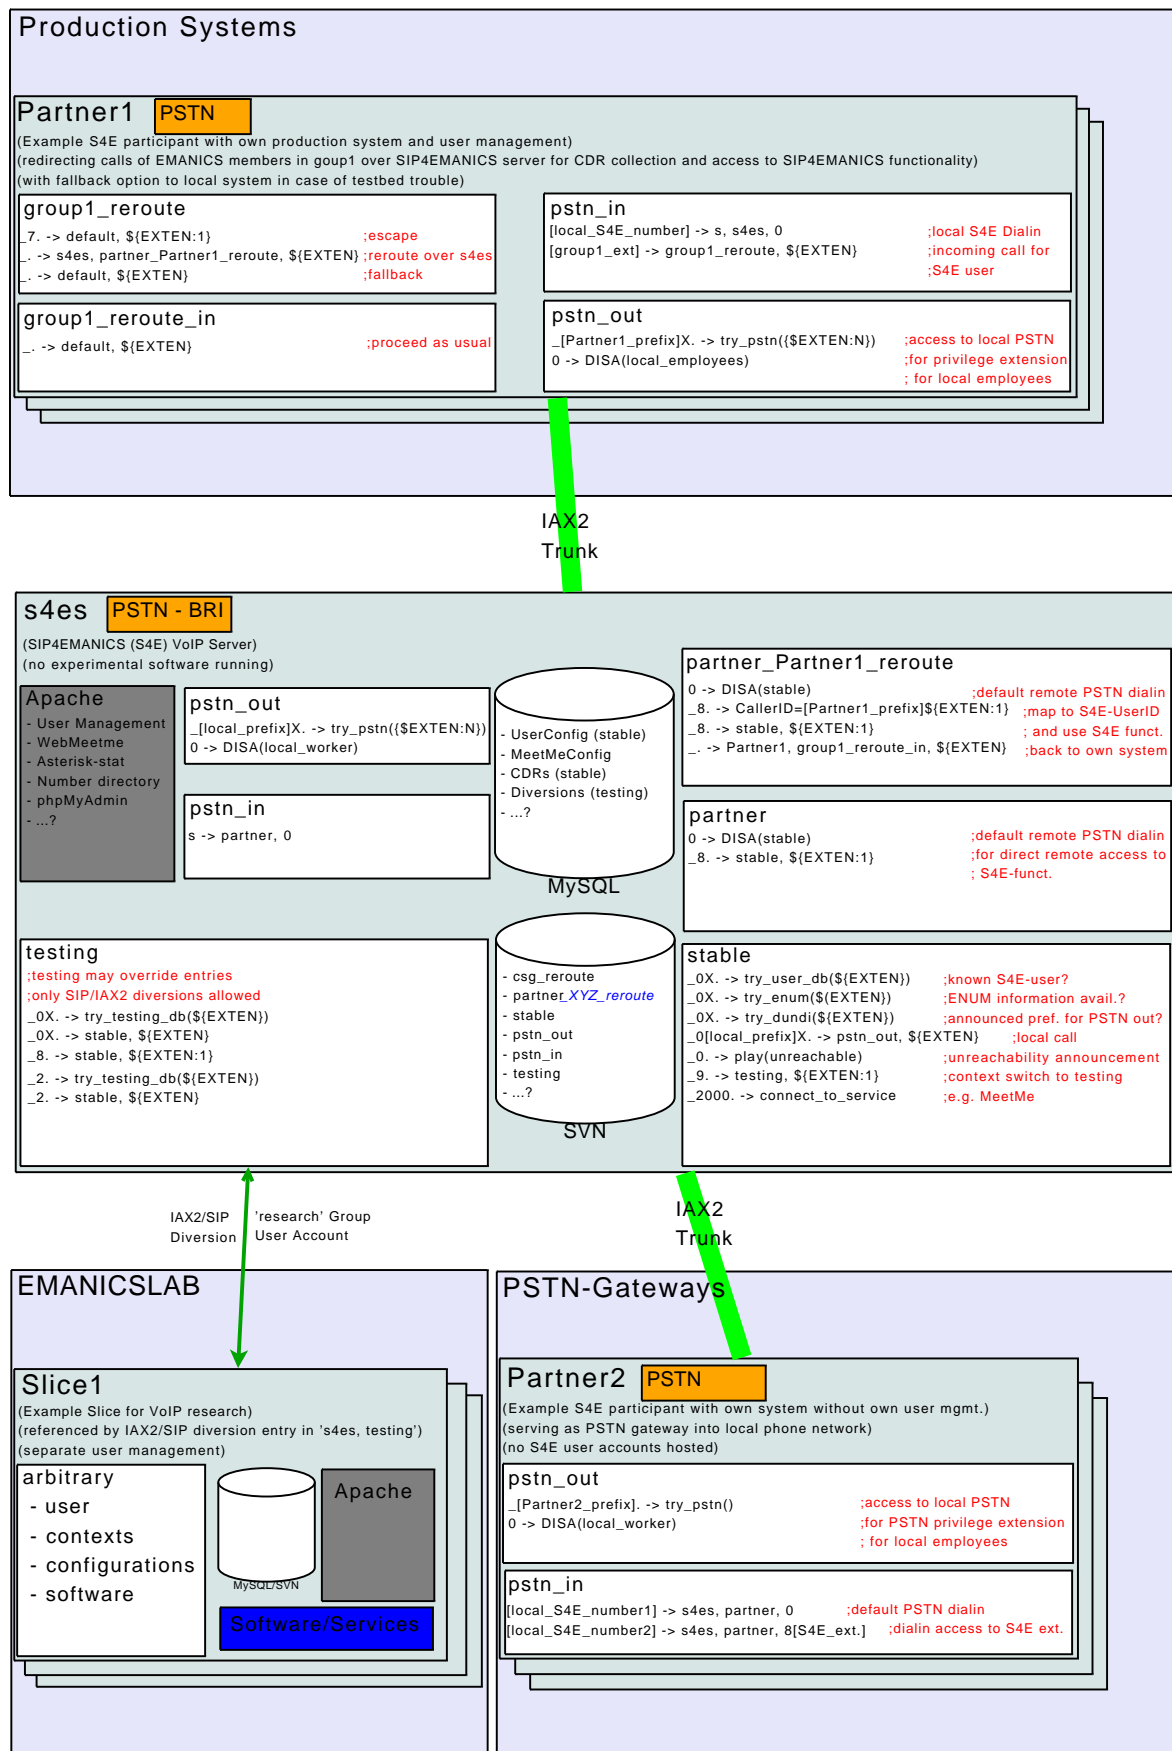 Production Systems
Partner1 PSTN
(Example S4E participant with own production system and user management)
(redirecting calls of EMANICS members in goup1 over SIP4EMANICS server for CDR collection and access to SIP4EMANICS functionality)
(with fallback option to local system in case of testbed trouble)
group1_reroute
_7. -> default, ${EXTEN:1} ;escape
_. -> s4es, partner_Partner1_reroute, ${EXTEN} ;reroute over s4es
_. -> default, ${EXTEN} ;fallback
group1_reroute_in
_. -> default, ${EXTEN} ;proceed as usual
pstn_in
[local_S4E_number] -> s, s4es, 0 ;local S4E Dialin
[group1_ext] -> group1_reroute, ${EXTEN} ;incoming call for
;S4E user
pstn_out
_[Partner1_prefix]X. -> try_pstn({$EXTEN:N}) ;access to local PSTN
0 -> DISA(local_employees) ;for privilege extension
; for local employees
IAX2
Trunk
s4es PSTN - BRI
(SIP4EMANICS (S4E) VoIP Server)
(no experimental software running)
Apache
- User Management
- WebMeetme
- Asterisk-stat
- Number directory
- phpMyAdmin
- ...?
pstn_out
_[local_prefix]X. -> try_pstn({$EXTEN:N})
0 -> DISA(local_worker)
pstn_in
s -> partner, 0
- UserConfig (stable)
- MeetMeConfig
- CDRs (stable)
- Diversions (testing)
- ...?
MySQL
partner_Partner1_reroute
0 -> DISA(stable) ;default remote PSTN dialin
_8. -> CallerID=[Partner1_prefix]${EXTEN:1} ;map to S4E-UserID
_8. -> stable, ${EXTEN:1} ; and use S4E funct.
_. -> Partner1, group1_reroute_in, ${EXTEN} ;back to own system
partner
0 -> DISA(stable) ;default remote PSTN dialin
_8. -> stable, ${EXTEN:1} ;for direct remote access to
; S4E-funct.
testing
;testing may override entries
;only SIP/IAX2 diversions allowed
_0X. -> try_testing_db(${EXTEN})
_0X. -> stable, ${EXTEN}
_8. -> stable, ${EXTEN:1}
_2. -> try_testing_db(${EXTEN})
_2. -> stable, ${EXTEN}
- csg_reroute
- partner_XYZ_reroute
- stable
- pstn_out
- pstn_in
- testing
- ...?
SVN
stable
_0X. -> try_user_db(${EXTEN}) ;known S4E-user?
_0X. -> try_enum($(EXTEN}) ;ENUM information avail.?
_0X. -> try_dundi(${EXTEN}) ;announced pref. for PSTN out?
_0[local_prefix]X. -> pstn_out, ${EXTEN} ;local call
_0. -> play(unreachable) ;unreachability announcement
_9. -> testing, ${EXTEN:1} ;context switch to testing
_2000. -> connect_to_service ;e.g. MeetMe
IAX2/SIP
Diversion
'research' Group
User Account
IAX2
Trunk
EMANICSLAB
Slice1
(Example Slice for VoIP research)
(referenced by IAX2/SIP diversion entry in 's4es, testing')
(separate user management)
arbitrary
- user
- contexts
- configurations
- software
MySQL/SVN
Apache
Software/Services
PSTN-Gateways
Partner2 PSTN
(Example S4E participant with own system without own user mgmt.)
(serving as PSTN gateway into local phone network)
(no S4E user accounts hosted)
pstn_out
_[Partner2_prefix]. -> try_pstn() ;access to local PSTN
0 -> DISA(local_worker) ;for PSTN privilege extension
; for local employees
pstn_in
[local_S4E_number1] -> s4es, partner, 0 ;default PSTN dialin
[local_S4E_number2] -> s4es, partner, 8[S4E_ext.] ;dialin access to S4E ext.